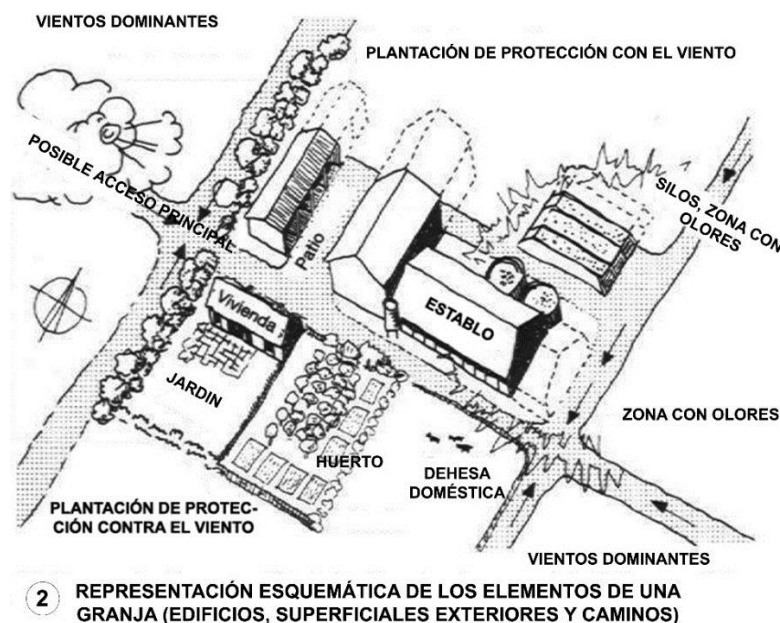 VIENTOS DOMINANTES
PLANTACIÓN DE PROTECCIÓN CON EL VIENTO
POSIBLE ACCESO PRINCIPAL
SILOS, ZONA CON
OLORES
Patio
ESTABLO
Vivienda
JARDIN
ZONA CON OLORES
HUERTO
DEHESA
DOMÉSTICA
PLANTACIÓN DE PROTEC-
CIÓN CONTRA EL VIENTO
VIENTOS DOMINANTES
2 REPRESENTACIÓN ESQUEMÁTICA DE LOS ELEMENTOS DE UNA
GRANJA (EDIFICIOS, SUPERFICIALES EXTERIORES Y CAMINOS)